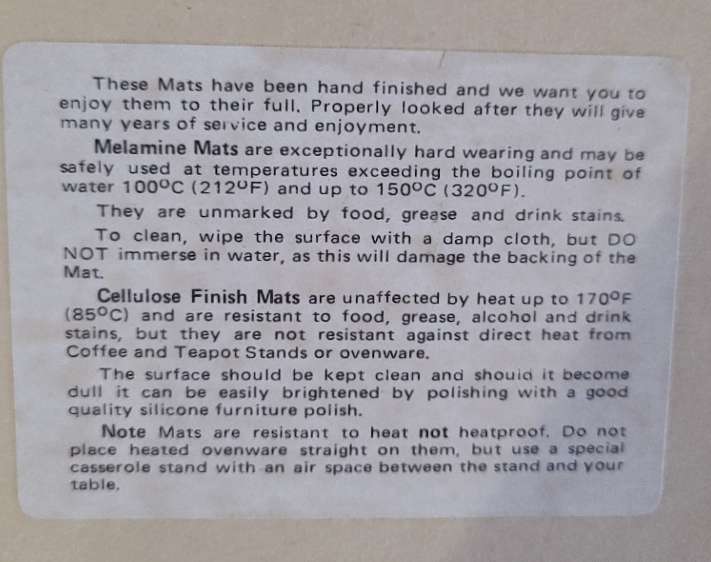 These Mats have been hand finished and we want you to
enjoy them to their full. Properly looked after they will give
many years of service and enjoyment.
Melamine Mats are exceptionally hard wearing and may be
safely used at temperatures exceeding the boiling point of
water 100ºC (212ºF) and up to 150ºC (320ºF).
They are unmarked by food, grease and drink stains.
To clean, wipe the surface with a damp cloth, but DO
NOT immerse in water, as this will damage the backing of the
Mat.
Cellulose Finish Mats are unaffected by heat up to 170ºF
(85ºC) and are resistant to food, grease, alcohol and drink
stains, but they are not resistant against direct heat from
Coffee and Teapot Stands or ovenware.
The surface should be kept clean and should it become
dull it can be easily brightened by polishing with a good
quality silicone furniture polish.
Note Mats are resistant to heat not heatproof. Do not
place heated ovenware straight on them, but use a special
casserole stand with an air space between the stand and your
table.